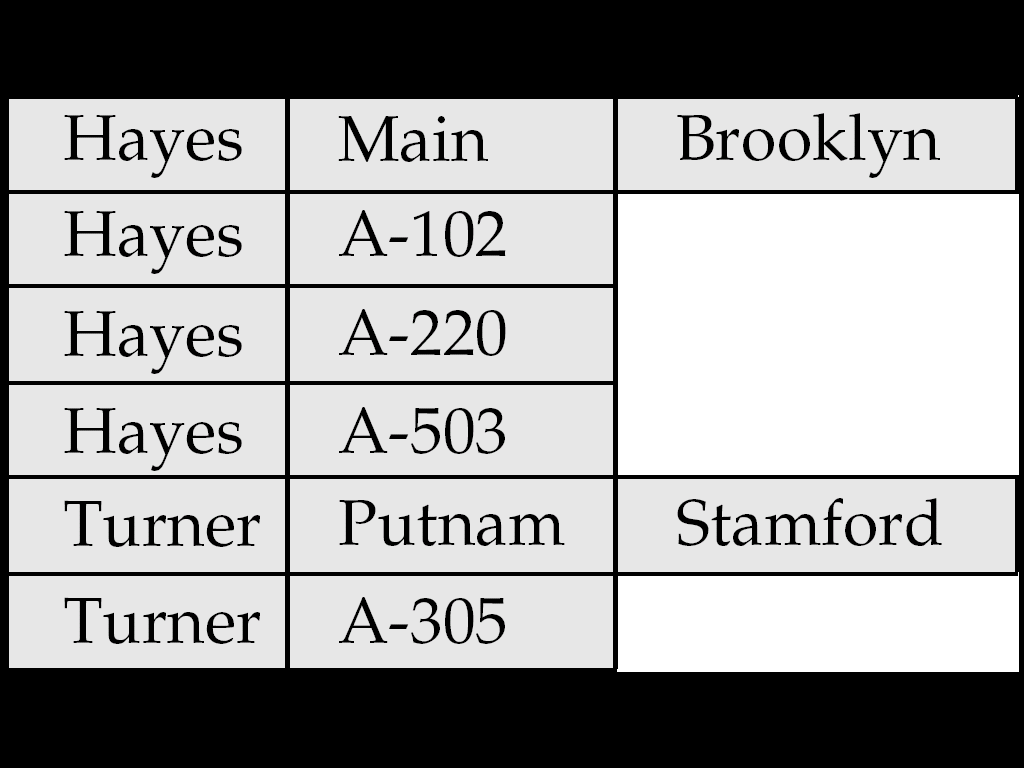 Hayes Main Brooklyn
Hayes A-102
Hayes A-220
Hayes A-503
Turner Putnam Stamford
Turner A-305